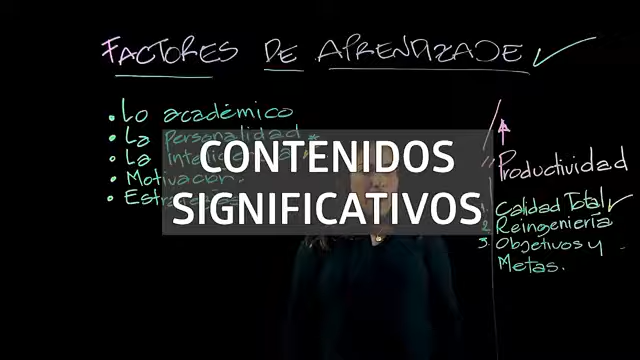 FACTORES DE APRENDIZAJE
• Lo académico
• La Personalidad
• La
• Motivación.
•
CONTENIDOS
SIGNIFICATIVOS
Productividad
1. Calidad Total
2. Reingeniería
3. Objetivos y
Metas.